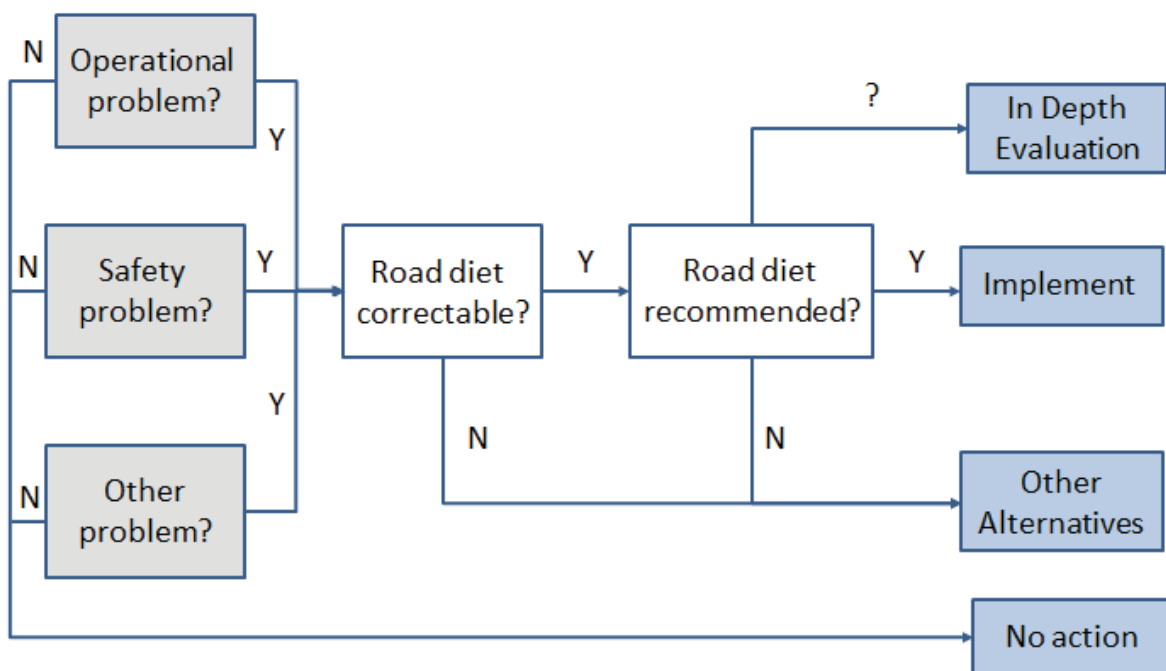 N
Operational
problem?
Y
?
In Depth
Evaluation
N
Safety
problem?
Y
Road diet
correctable?
Y
Road diet
recommended?
Y
Implement
Y
N
Other
problem?
N
N
Other
Alternatives
No action